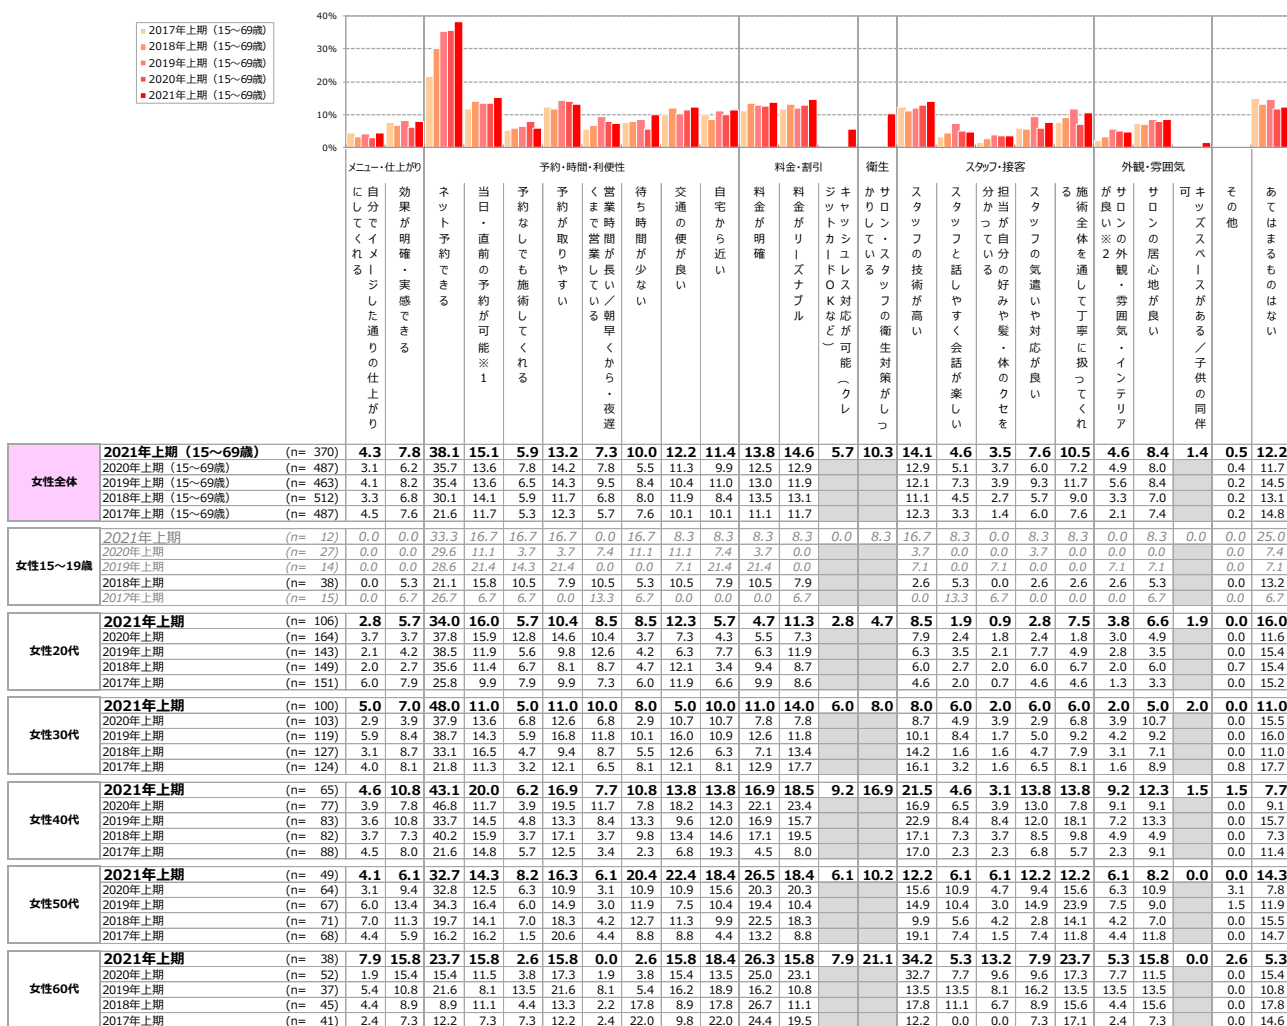 2017年上期（15～69歳）
2018年上期（15～69歳）
2019年上期（15～69歳）
2020年上期（15～69歳）
2021年上期（15～69歳）
40%
30%
20%
10%
0%
メニュー・仕上がり 予約・時間・利便性 料金・割引 衛生 スタッフ・接客 外観・雰囲気
自分でイメージした通りの仕上がりにしてくれる
効果が明確・実感できる
ネット予約できる
当日・直前の予約が可能※1
予約なしでも施術してくれる
予約が取りやすい
営業時間が長い／朝早くから・夜遅くまで営業している
待ち時間が少ない
交通の便が良い
自宅から近い
料金が明確
料金がリーズナブル
キャッシュレス対応が可能（クレジットカードOKなど）
サロン・スタッフの衛生対策がしっかりしている
スタッフの技術が高い
スタッフと話しやすく会話が楽しい
担当が自分の好みや髪・体のクセを分かっている
スタッフの気遣いや対応が良い
施術全体を通して丁寧に扱ってくれる
サロンの外観・雰囲気・インテリアが良い※2
サロンの居心地が良い
キッズスペースがある／子供の同伴可
その他
あてはまるものはない
女性全体
2021年上期（15～69歳） (n= 370) 4.3 7.8 38.1 15.1 5.9 13.2 7.3 10.0 12.2 11.4 13.8 14.6 5.7 10.3 14.1 4.6 3.5 7.6 10.5 4.6 8.4 1.4 0.5 12.2
2020年上期（15～69歳） (n= 487) 3.1 6.2 35.7 13.6 7.8 14.2 7.8 5.5 11.3 9.9 12.5 12.9 12.9 5.1 3.7 6.0 7.2 4.9 8.0 0.4 11.7
2019年上期（15～69歳） (n= 463) 4.1 8.2 35.4 13.6 6.5 14.3 9.5 8.4 10.4 11.0 13.0 11.9 12.1 7.3 3.9 9.3 11.7 5.6 8.4 0.2 14.5
2018年上期（15～69歳） (n= 512) 3.3 6.8 30.1 14.1 5.9 11.7 6.8 8.0 11.9 8.4 13.5 13.1 11.1 4.5 2.7 5.7 9.0 3.3 7.0 0.2 13.1
2017年上期（15～69歳） (n= 487) 4.5 7.6 21.6 11.7 5.3 12.3 5.7 7.6 10.1 10.1 11.1 11.7 12.3 3.3 1.4 6.0 7.6 2.1 7.4 0.2 14.8
女性15～19歳
2021年上期 (n= 12) 0.0 0.0 33.3 16.7 16.7 16.7 0.0 16.7 8.3 8.3 8.3 8.3 0.0 8.3 16.7 8.3 0.0 8.3 8.3 0.0 8.3 0.0 0.0 25.0
2020年上期 (n= 27) 0.0 0.0 29.6 11.1 3.7 3.7 7.4 11.1 11.1 7.4 3.7 0.0 3.7 0.0 0.0 3.7 0.0 0.0 0.0 0.0 7.4
2019年上期 (n= 14) 0.0 0.0 28.6 21.4 14.3 21.4 0.0 0.0 7.1 21.4 21.4 0.0 7.1 0.0 7.1 0.0 0.0 7.1 7.1 0.0 7.1
2018年上期 (n= 38) 0.0 5.3 21.1 15.8 10.5 7.9 10.5 5.3 10.5 7.9 10.5 7.9 2.6 5.3 0.0 2.6 2.6 2.6 5.3 0.0 13.2
2017年上期 (n= 15) 0.0 6.7 26.7 6.7 6.7 0.0 13.3 6.7 0.0 0.0 0.0 6.7 0.0 13.3 6.7 0.0 0.0 0.0 6.7 0.0 6.7
女性20代
2021年上期 (n= 106) 2.8 5.7 34.0 16.0 5.7 10.4 8.5 8.5 12.3 5.7 4.7 11.3 2.8 4.7 8.5 1.9 0.9 2.8 7.5 3.8 6.6 1.9 0.0 16.0
2020年上期 (n= 164) 3.7 3.7 37.8 15.9 12.8 14.6 10.4 3.7 7.3 4.3 5.5 7.3 7.9 2.4 1.8 2.4 1.8 3.0 4.9 0.0 11.6
2019年上期 (n= 143) 2.1 4.2 38.5 11.9 5.6 9.8 12.6 4.2 6.3 7.7 6.3 11.9 6.3 3.5 2.1 7.7 4.9 2.8 3.5 0.0 15.4
2018年上期 (n= 149) 2.0 2.7 35.6 11.4 6.7 8.1 8.7 4.7 12.1 3.4 9.4 8.7 6.0 2.7 2.0 6.0 6.7 2.0 6.0 0.7 15.4
2017年上期 (n= 151) 6.0 7.9 25.8 9.9 7.9 9.9 7.3 6.0 11.9 6.6 9.9 8.6 4.6 2.0 0.7 4.6 4.6 1.3 3.3 0.0 15.2
女性30代
2021年上期 (n= 100) 5.0 7.0 48.0 11.0 5.0 11.0 10.0 8.0 5.0 10.0 11.0 14.0 6.0 8.0 8.0 6.0 2.0 6.0 6.0 2.0 5.0 2.0 0.0 11.0
2020年上期 (n= 103) 2.9 3.9 37.9 13.6 6.8 12.6 6.8 2.9 10.7 10.7 7.8 7.8 8.7 4.9 3.9 2.9 6.8 3.9 10.7 0.0 15.5
2019年上期 (n= 119) 5.9 8.4 38.7 14.3 5.9 16.8 11.8 10.1 16.0 10.9 12.6 11.8 10.1 8.4 1.7 5.0 9.2 4.2 9.2 0.0 16.0
2018年上期 (n= 127) 3.1 8.7 33.1 16.5 4.7 9.4 8.7 5.5 12.6 6.3 7.1 13.4 14.2 1.6 1.6 4.7 7.9 3.1 7.1 0.0 11.0
2017年上期 (n= 124) 4.0 8.1 21.8 11.3 3.2 12.1 6.5 8.1 12.1 8.1 12.9 17.7 16.1 3.2 1.6 6.5 8.1 1.6 8.9 0.8 17.7
女性40代
2021年上期 (n= 65) 4.6 10.8 43.1 20.0 6.2 16.9 7.7 10.8 13.8 13.8 16.9 18.5 9.2 16.9 21.5 4.6 3.1 13.8 13.8 9.2 12.3 1.5 1.5 7.7
2020年上期 (n= 77) 3.9 7.8 46.8 11.7 3.9 19.5 11.7 7.8 18.2 14.3 22.1 23.4 16.9 6.5 3.9 13.0 7.8 9.1 9.1 0.0 9.1
2019年上期 (n= 83) 3.6 10.8 33.7 14.5 4.8 13.3 8.4 13.3 9.6 12.0 16.9 15.7 22.9 8.4 8.4 12.0 18.1 7.2 13.3 0.0 15.7
2018年上期 (n= 82) 3.7 7.3 40.2 15.9 3.7 17.1 3.7 9.8 13.4 14.6 17.1 19.5 17.1 7.3 3.7 8.5 9.8 4.9 4.9 0.0 7.3
2017年上期 (n= 88) 4.5 8.0 21.6 14.8 5.7 12.5 3.4 2.3 6.8 19.3 4.5 8.0 17.0 2.3 2.3 6.8 5.7 2.3 9.1 0.0 11.4
女性50代
2021年上期 (n= 49) 4.1 6.1 32.7 14.3 8.2 16.3 6.1 20.4 22.4 18.4 26.5 18.4 6.1 10.2 12.2 6.1 6.1 12.2 12.2 6.1 8.2 0.0 0.0 14.3
2020年上期 (n= 64) 3.1 9.4 32.8 12.5 6.3 10.9 3.1 10.9 10.9 15.6 20.3 20.3 15.6 10.9 4.7 9.4 15.6 6.3 10.9 3.1 7.8
2019年上期 (n= 67) 6.0 13.4 34.3 16.4 6.0 14.9 3.0 11.9 7.5 10.4 19.4 10.4 14.9 10.4 3.0 14.9 23.9 7.5 9.0 1.5 11.9
2018年上期 (n= 71) 7.0 11.3 19.7 14.1 7.0 18.3 4.2 12.7 11.3 9.9 22.5 18.3 9.9 5.6 4.2 2.8 14.1 4.2 7.0 0.0 15.5
2017年上期 (n= 68) 4.4 5.9 16.2 16.2 1.5 20.6 4.4 8.8 8.8 4.4 13.2 8.8 19.1 7.4 1.5 7.4 11.8 4.4 11.8 0.0 14.7
女性60代
2021年上期 (n= 38) 7.9 15.8 23.7 15.8 2.6 15.8 0.0 2.6 15.8 18.4 26.3 15.8 7.9 21.1 34.2 5.3 13.2 7.9 23.7 5.3 15.8 0.0 2.6 5.3
2020年上期 (n= 52) 1.9 15.4 15.4 11.5 3.8 17.3 1.9 3.8 15.4 13.5 25.0 23.1 32.7 7.7 9.6 9.6 15.4 7.7 11.5 0.0 15.4
2019年上期 (n= 37) 5.4 10.8 21.6 8.1 13.5 21.6 8.1 5.4 16.2 18.9 16.2 10.8 13.5 13.5 8.1 16.2 13.5 13.5 13.5 0.0 10.8
2018年上期 (n= 45) 4.4 8.9 8.9 11.1 4.4 13.3 2.2 17.8 8.9 17.8 26.7 11.1 17.8 11.1 6.7 8.9 15.6 4.4 15.6 0.0 17.8
2017年上期 (n= 41) 2.4 7.3 12.2 7.3 7.3 12.2 2.4 22.0 9.8 22.0 24.4 19.5 12.2 0.0 0.0 7.3 17.1 2.4 7.3 0.0 14.6